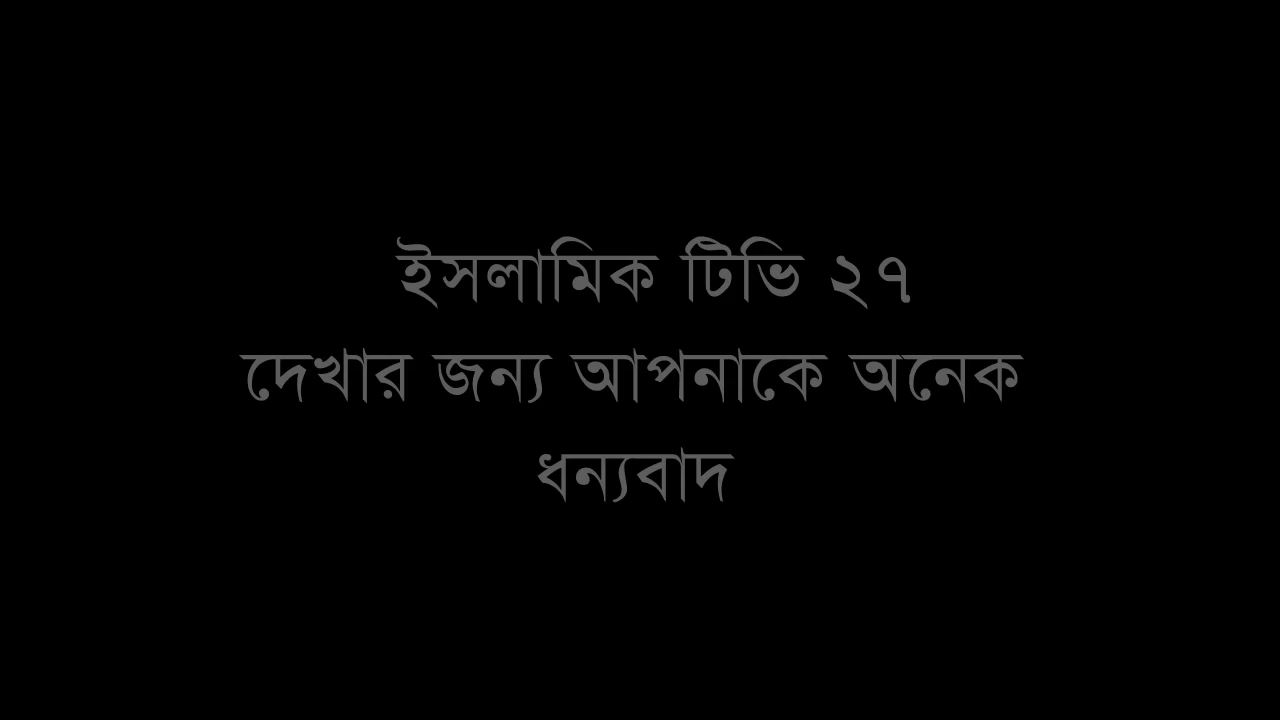 ইসলামিক টিভি ২৭
দেখার জন্য আপনাকে অনেক
ধন্যবাদ